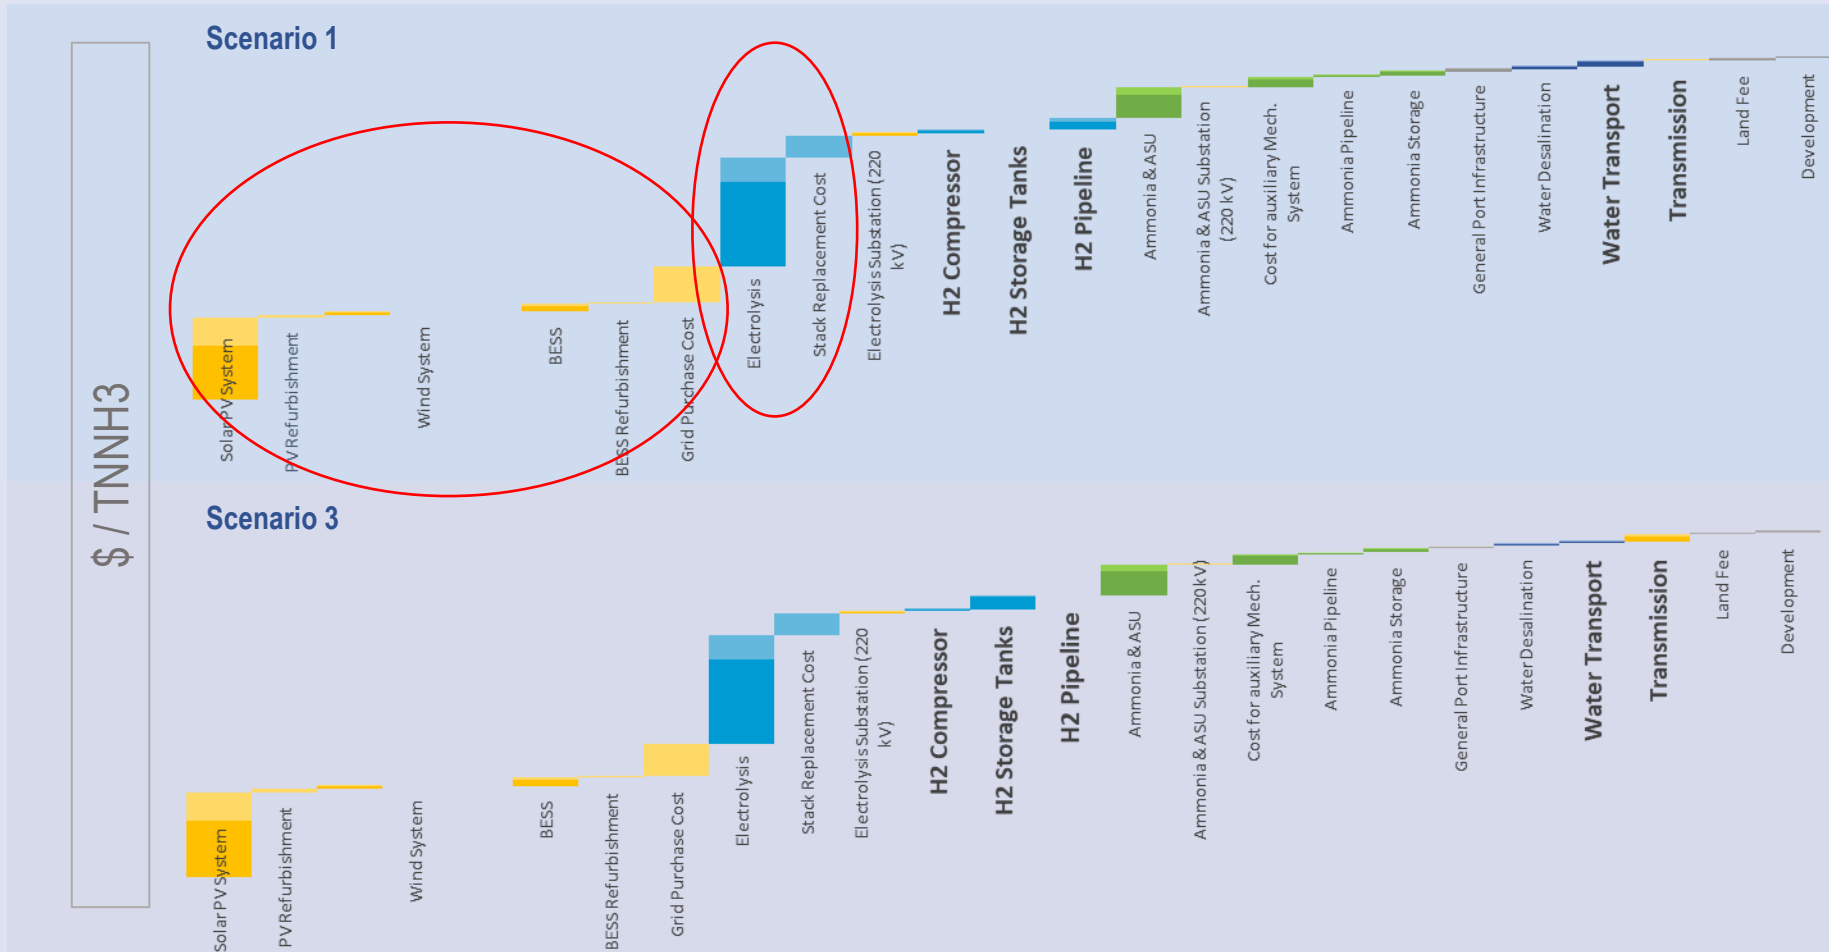 $ / TNNH3
Scenario 1
Solar PV System
PV Refurbishment
Wind System
BESS
BESS Refurbishment
Grid Purchase Cost
Electrolysis
Stack Replacement Cost
Electrolysis Substation (220
kV)
H2 Compressor
H2 Storage Tanks
H2 Pipeline
Ammonia & ASU
Ammonia & ASU Substation
(220 kV)
Cost for auxiliary Mech.
System
Ammonia Pipeline
Ammonia Storage
General Port Infrastructure
Water Desalination
Water Transport
Transmission
Land Fee
Development
Scenario 3
Solar PV System
PV Refurbishment
Wind System
BESS
BESS Refurbishment
Grid Purchase Cost
Electrolysis
Stack Replacement Cost
Electrolysis Substation (220
kV)
H2 Compressor
H2 Storage Tanks
H2 Pipeline
Ammonia & ASU
Ammonia & ASU Substation (220 kV)
Cost for auxiliary Mech.
System
Ammonia Pipeline
Ammonia Storage
General Port Infrastructure
Water Desalination
Water Transport
Transmission
Land Fee
Development